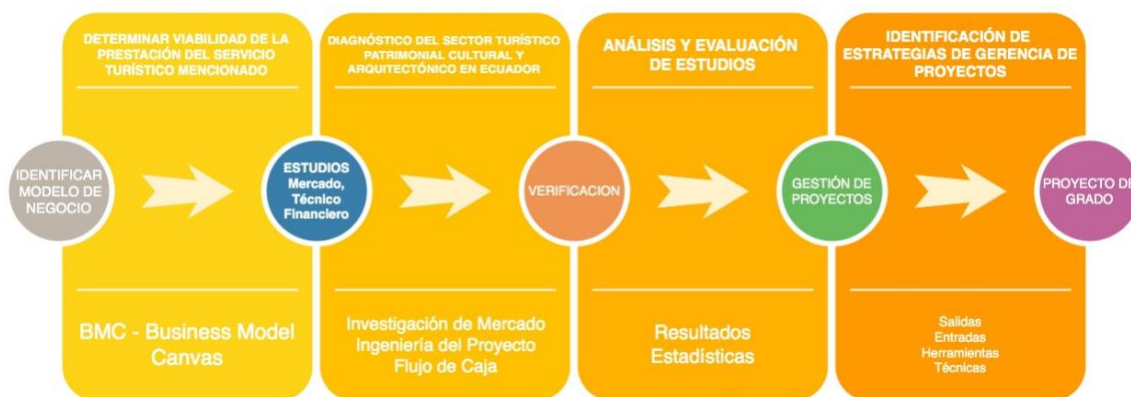 DETERMINAR VIABILIDAD DE LA
PRESTACIÓN DEL SERVICIO
TURÍSTICO MENCIONADO
DIAGNÓSTICO DEL SECTOR TURÍSTICO
PATRIMONIAL CULTURAL Y
ARQUITECTÓNICO EN ECUADOR
ANÁLISIS Y EVALUACIÓN
DE ESTUDIOS
IDENTIFICACIÓN DE
ESTRATEGIAS DE GERENCIA DE
PROYECTOS
IDENTIFICAR
MODELO DE
NEGOCIO
ESTUDIOS
Mercado,
Técnico
Financiero
VERIFICACION
GESTIÓN DE
PROYECTOS
PROYECTO DE
GRADO
BMC - Business Model
Canvas
Investigación de Mercado
Ingeniería del Proyecto
Flujo de Caja
Resultados
Estadísticas
Salidas
Entradas
Herramientas
Técnicas